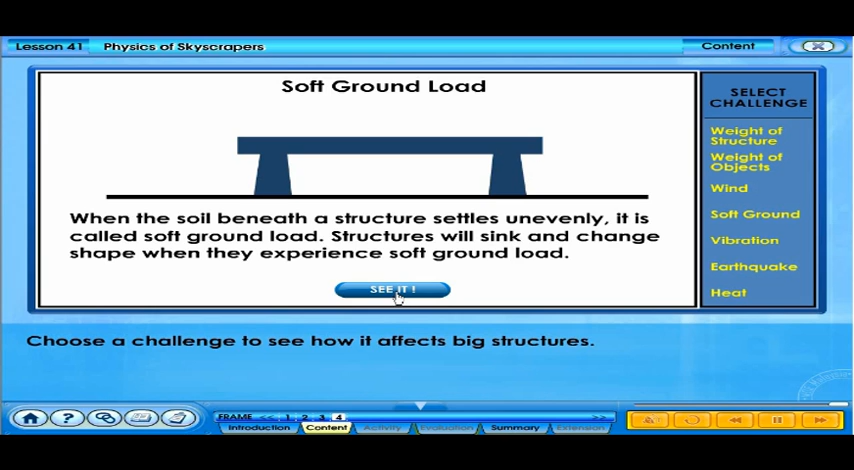 Lesson 41 Physics of Skyscrapers Content
Soft Ground Load
When the soil beneath a structure settles unevenly, it is
called soft ground load. Structures will sink and change
shape when they experience soft ground load.
SEE IT !
SELECT
CHALLENGE
Weight of
Structure
Weight of
Objects
Wind
Soft Ground
Vibration
Earthquake
Heat
Choose a challenge to see how it affects big structures.
FRAME << 1 2 3 4 >>
Introduction Content Activity Evaluation Summary Extension